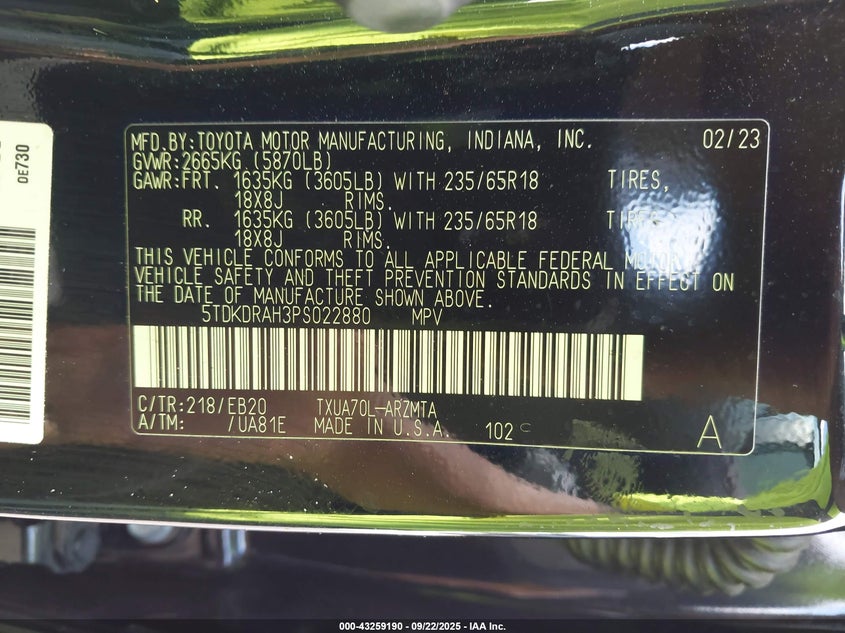 0E730
MFD.BY:TOYOTA MOTOR MANUFACTURING, INDIANA, INC. 02/23
GVWR:2665KG (5870LB)
GAWR:FRT. 1635KG (3605LB) WITH 235/65R18 TIRES,
18X8J RIMS.
RR. 1635KG (3605LB) WITH 235/65R18 TIRES
18X8J RIMS.
THIS VEHICLE CONFORMS TO ALL APPLICABLE FEDERAL MOTOR
VEHICLE SAFETY AND THEFT PREVENTION STANDARDS IN EFFECT ON
THE DATE OF MANUFACTURE SHOWN ABOVE.
5TDKDRAH3PS022880 MPV
C/TR:218/EB20 TXUA70L-ARZMTA
A/TM: /UA81E MADE IN U.S.A. 102 C A
000-43259190 - 09/22/2025 - IAA Inc.